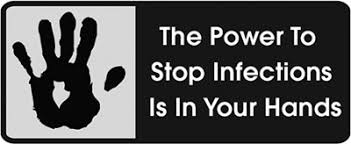 The Power To
Stop Infections
Is In Your Hands